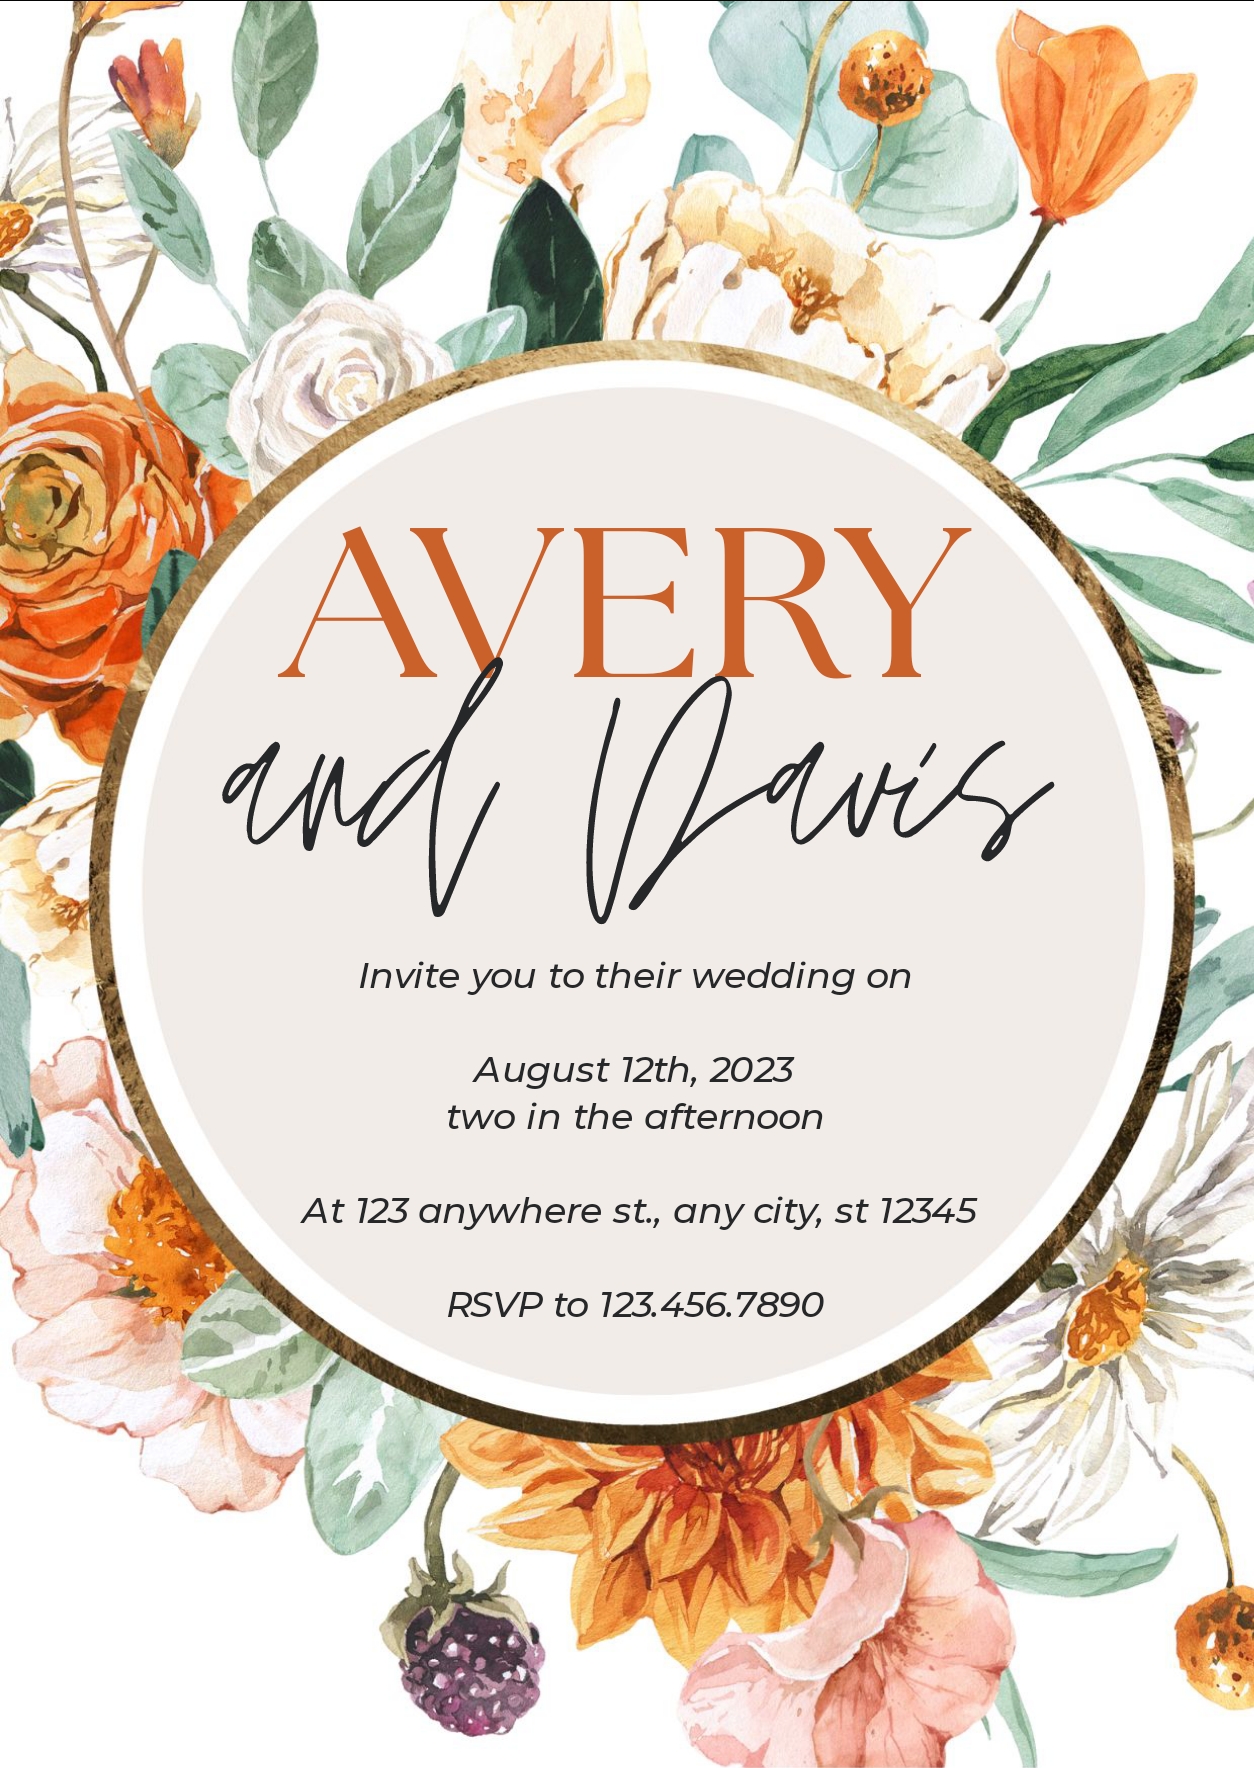 AVERY
and Davis
Invite you to their wedding on
August 12th, 2023
two in the afternoon
At 123 anywhere st., any city, st 12345
RSVP to 123.456.7890